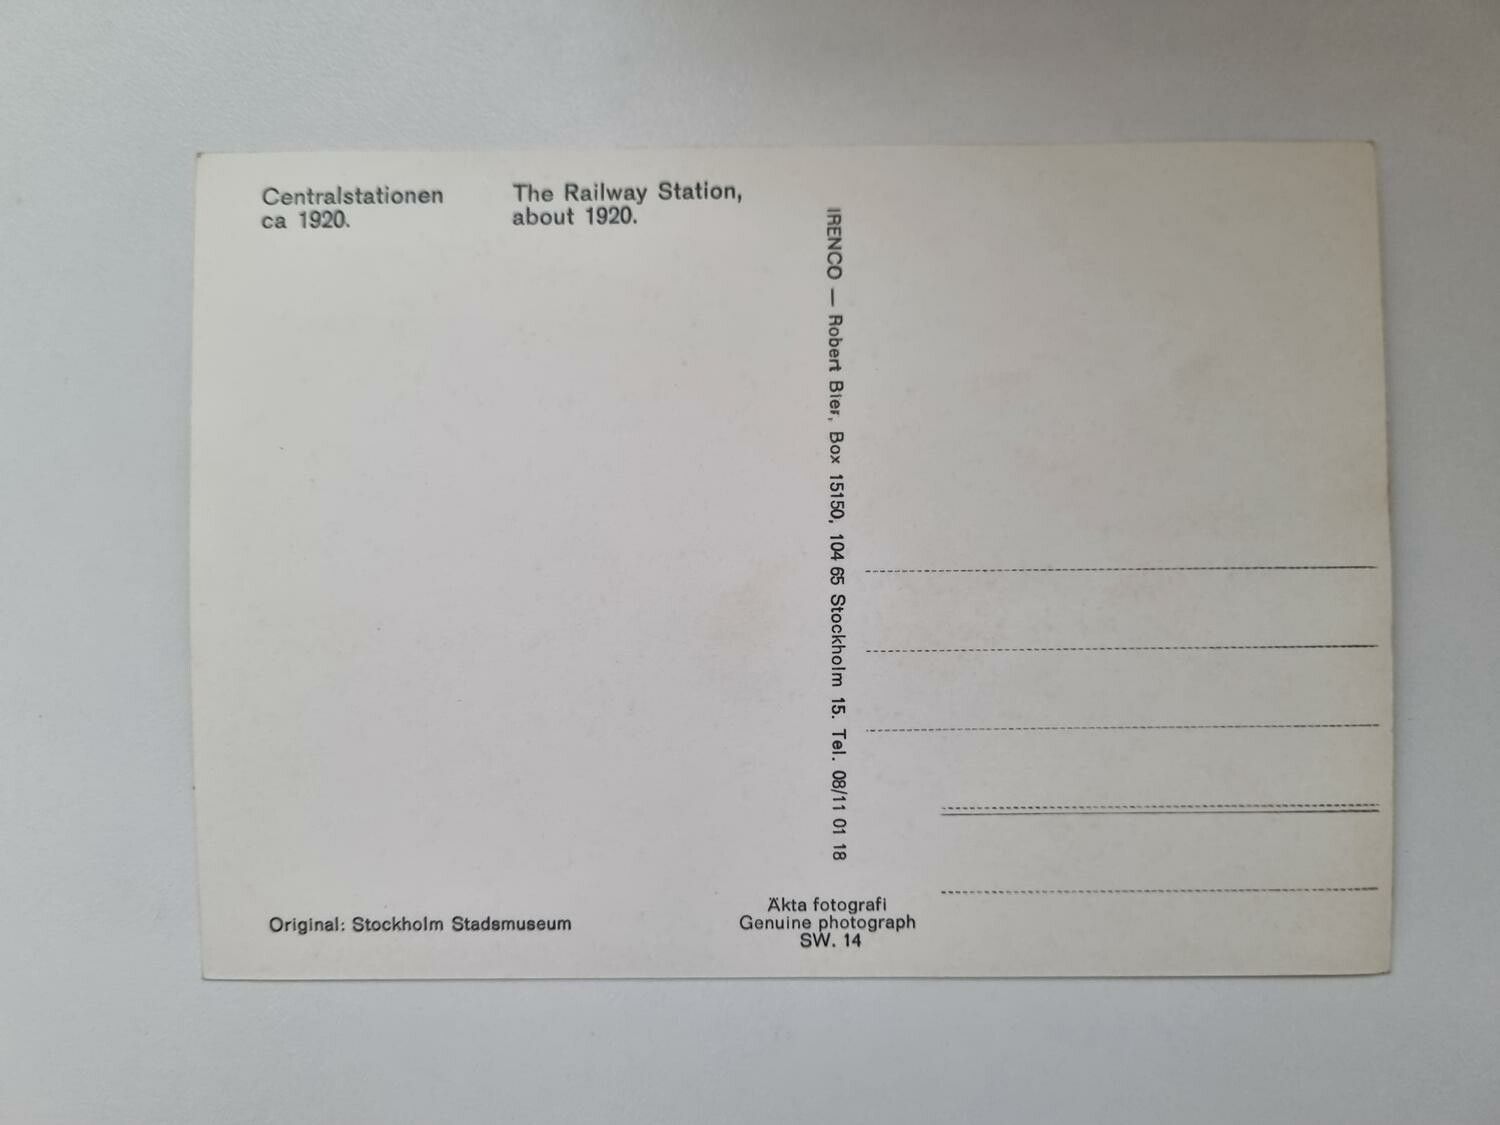 Centralstationen
ca 1920.
The Railway Station,
about 1920.
IRENCO — Robert Bier, Box 15150, 104 65 Stockholm 15. Tel. 08/11 01 18
Original: Stockholm Stadsmuseum
Äkta fotografi
Genuine photograph
SW. 14